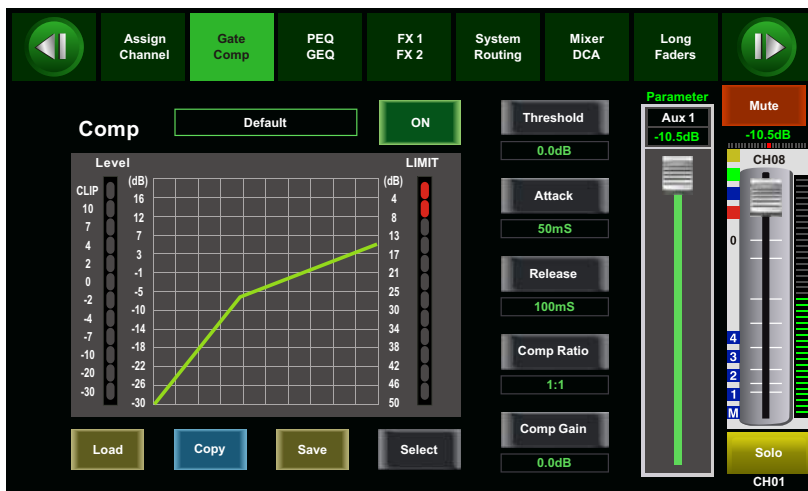 Assign Channel
Gate Comp
PEQ GEQ
FX 1 FX 2
System Routing
Mixer DCA
Long Faders
Comp
Default
ON
Level
LIMIT
(dB)
(dB)
CLIP
10
7
4
2
0
-2
-4
-7
-10
-20
-30
16
12
7
3
-1
-5
-10
-14
-18
-22
-26
-30
4
8
13
17
21
25
30
34
38
42
46
50
Load
Copy
Save
Select
Threshold
0.0dB
Attack
50mS
Release
100mS
Comp Ratio
1:1
Comp Gain
0.0dB
Parameter
Aux 1
-10.5dB
Mute
-10.5dB
CH08
0
4
3
2
1
M
Solo
CH01